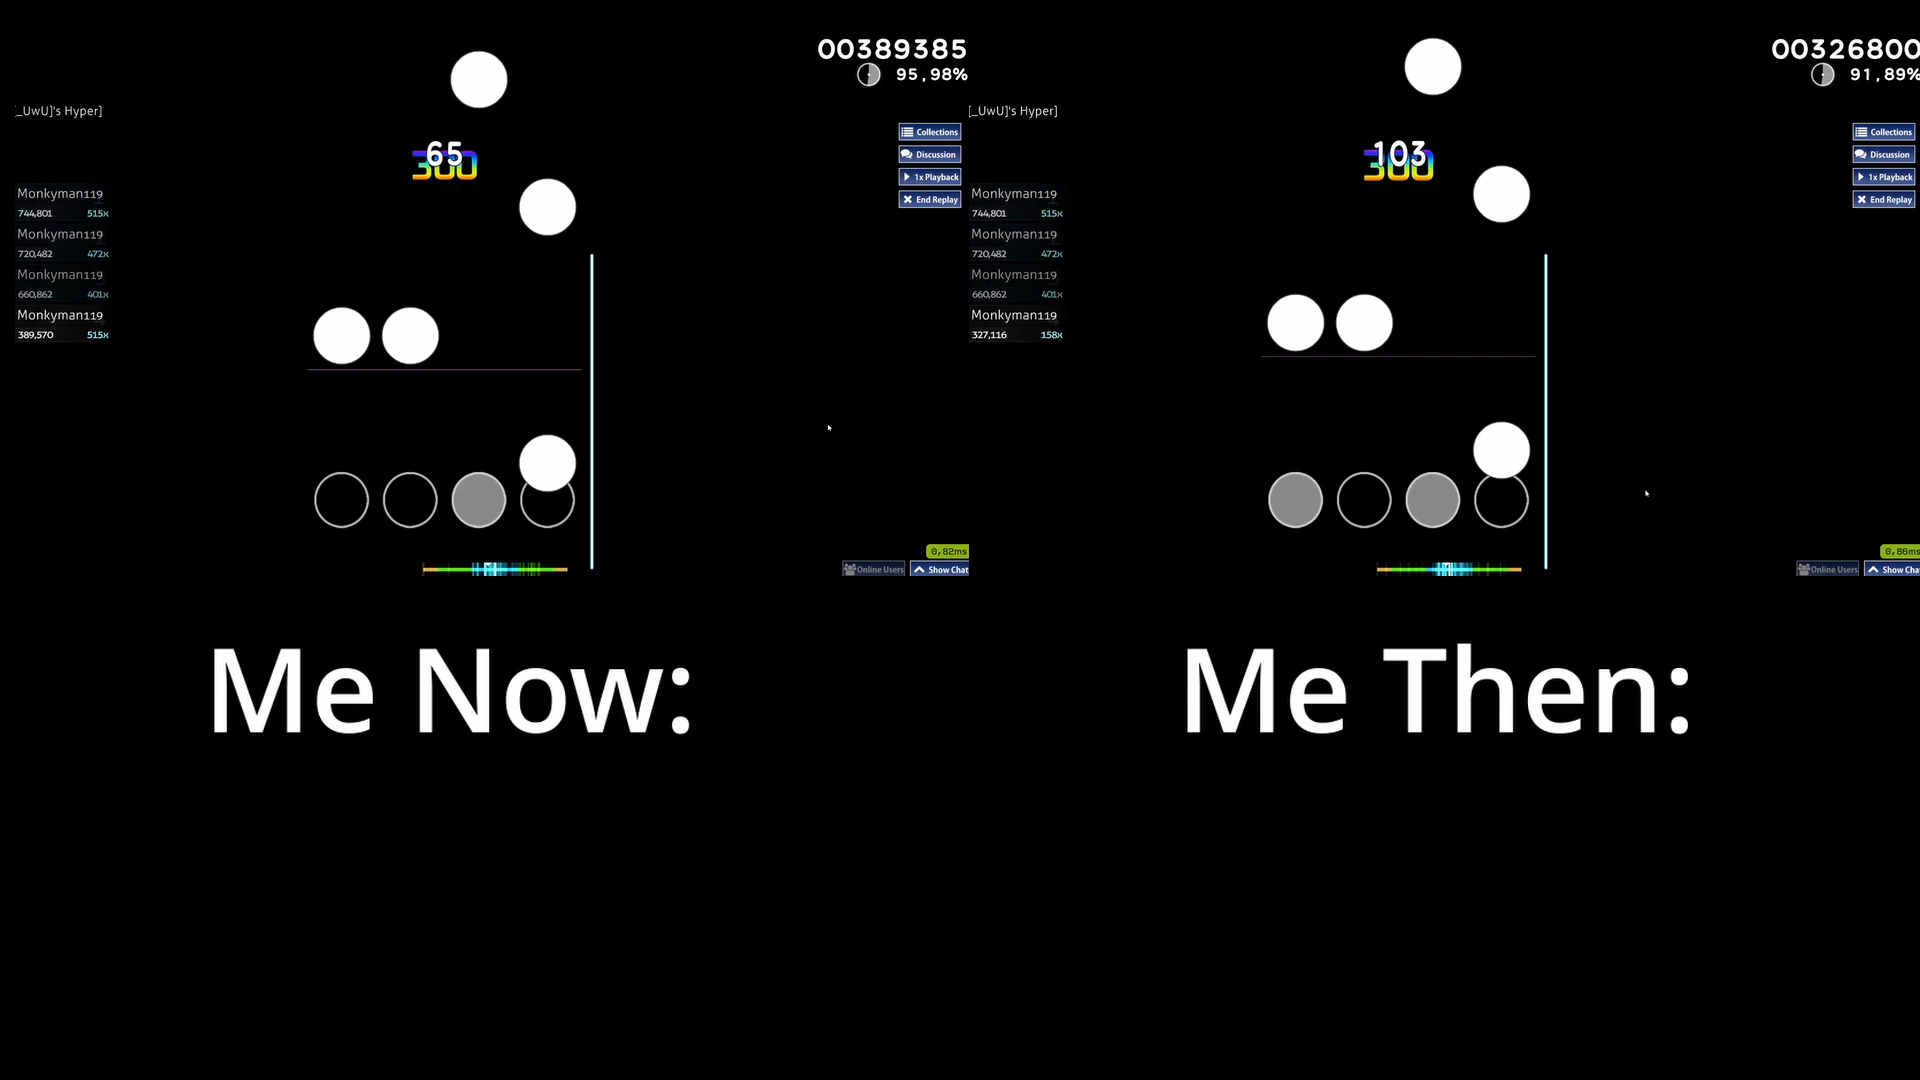 00389385
95,98%
_UwU]'s Hyper]
65
300
Collections
Discussion
1x Playback
End Replay
Monkyman119
744,801 515x
Monkyman119
720,482 472x
Monkyman119
660,862 401x
Monkyman119
389,570 515x
0,82ms
Online Users
Show Chat
00326800
91,89%
[_UwU]'s Hyper]
103
300
Collections
Discussion
1x Playback
End Replay
Monkyman119
744,801 515x
Monkyman119
720,482 472x
Monkyman119
660,862 401x
Monkyman119
327,116 158x
0,86ms
Online Users
Show Chat
Me Now:
Me Then: